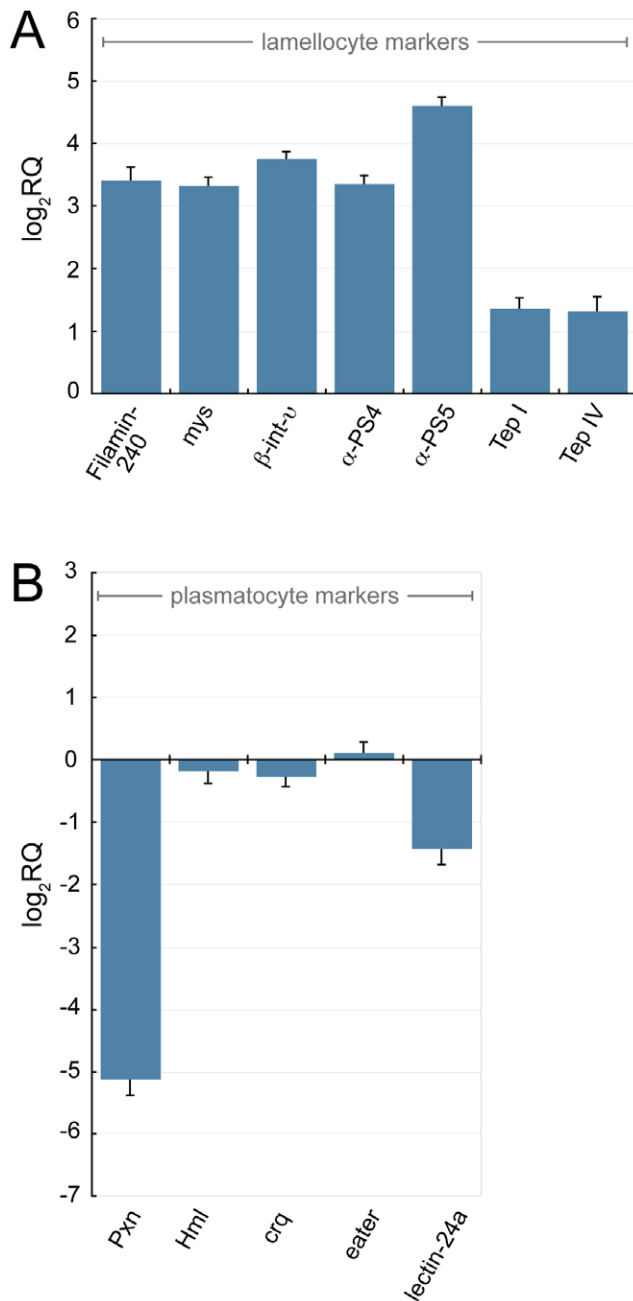 A
lamellocyte markers
log2RQ
6
5
4
3
2
1
0
Filamin-
240
mys
β-int-υ
α-PS4
α-PS5
Tep I
Tep IV
B
plasmatocyte markers
log2RQ
3
2
1
0
-1
-2
-3
-4
-5
-6
-7
Pxn
Hml
crq
eater
lectin-24a